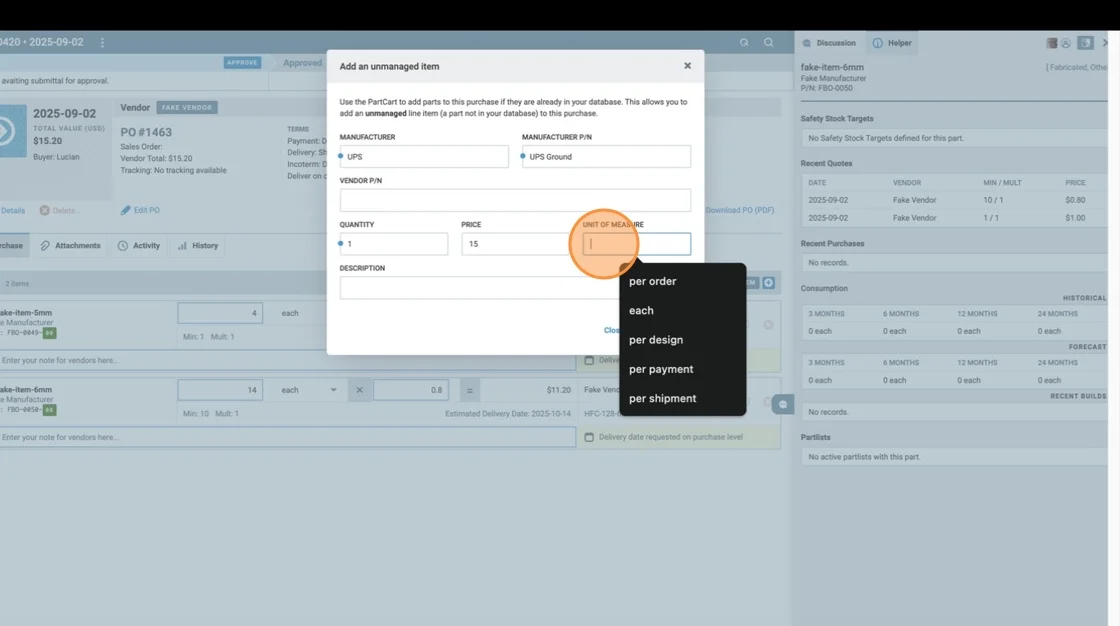 0420 • 2025-09-02
Discussion
Helper
APPROVE
Approved
avaiting submittal for approval.
2025-09-02
TOTAL VALUE (USD)
$15.20
Buyer: Lucian
Vendor
FAKE VENDOR
PO #1463
Sales Order:
Vendor Total: $15.20
Tracking: No tracking available
TERMS
Payment: D
Delivery: Sh
Incoterm: D
Deliver on c
Details
Delete...
Edit PO
Download PO (PDF)
rchase
Attachments
Activity
History
2 items
EM
ake-item-5mm
e Manufacturer
: FBO-0049-
4
each
Min: 1 Mult: 1
Enter your note for vendors here...
Delive
ake-item-6mm
e Manufacturer
: FBO-0050-
14
each
0.8
=
$11.20
Fake Vend
Min: 10 Mult: 1
Estimated Delivery Date: 2025-10-14
HFC-128-6
Enter your note for vendors here...
Delivery date requested on purchase level
Add an unmanaged item
Use the PartCart to add parts to this purchase if they are already in your database. This allows you to
add an unmanaged line item (a part not in your database) to this purchase.
MANUFACTURER
MANUFACTURER P/N
UPS
UPS Ground
VENDOR P/N
QUANTITY
PRICE
UNIT OF MEASURE
1
15
DESCRIPTION
Clos
per order
each
per design
per payment
per shipment
fake-item-6mm
[ Fabricated, Othe
Fake Manufacturer
P/N: FBO-0050
Safety Stock Targets
No Safety Stock Targets defined for this part.
Recent Quotes
DATE
VENDOR
MIN / MULT
PRICE
2025-09-02
Fake Vendor
10 / 1
$0.80
2025-09-02
Fake Vendor
1 / 1
$1.00
Recent Purchases
No records.
Consumption
HISTORICAL
3 MONTHS
6 MONTHS
12 MONTHS
24 MONTHS
0 each
0 each
0 each
0 each
FORECAST
3 MONTHS
6 MONTHS
12 MONTHS
24 MONTHS
0 each
0 each
0 each
0 each
RECENT BUILDS
No records.
Partlists
No active partlists with this part.